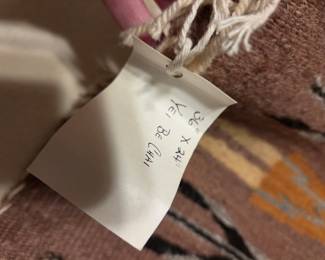 36" X 24"
YEI BE CHAI